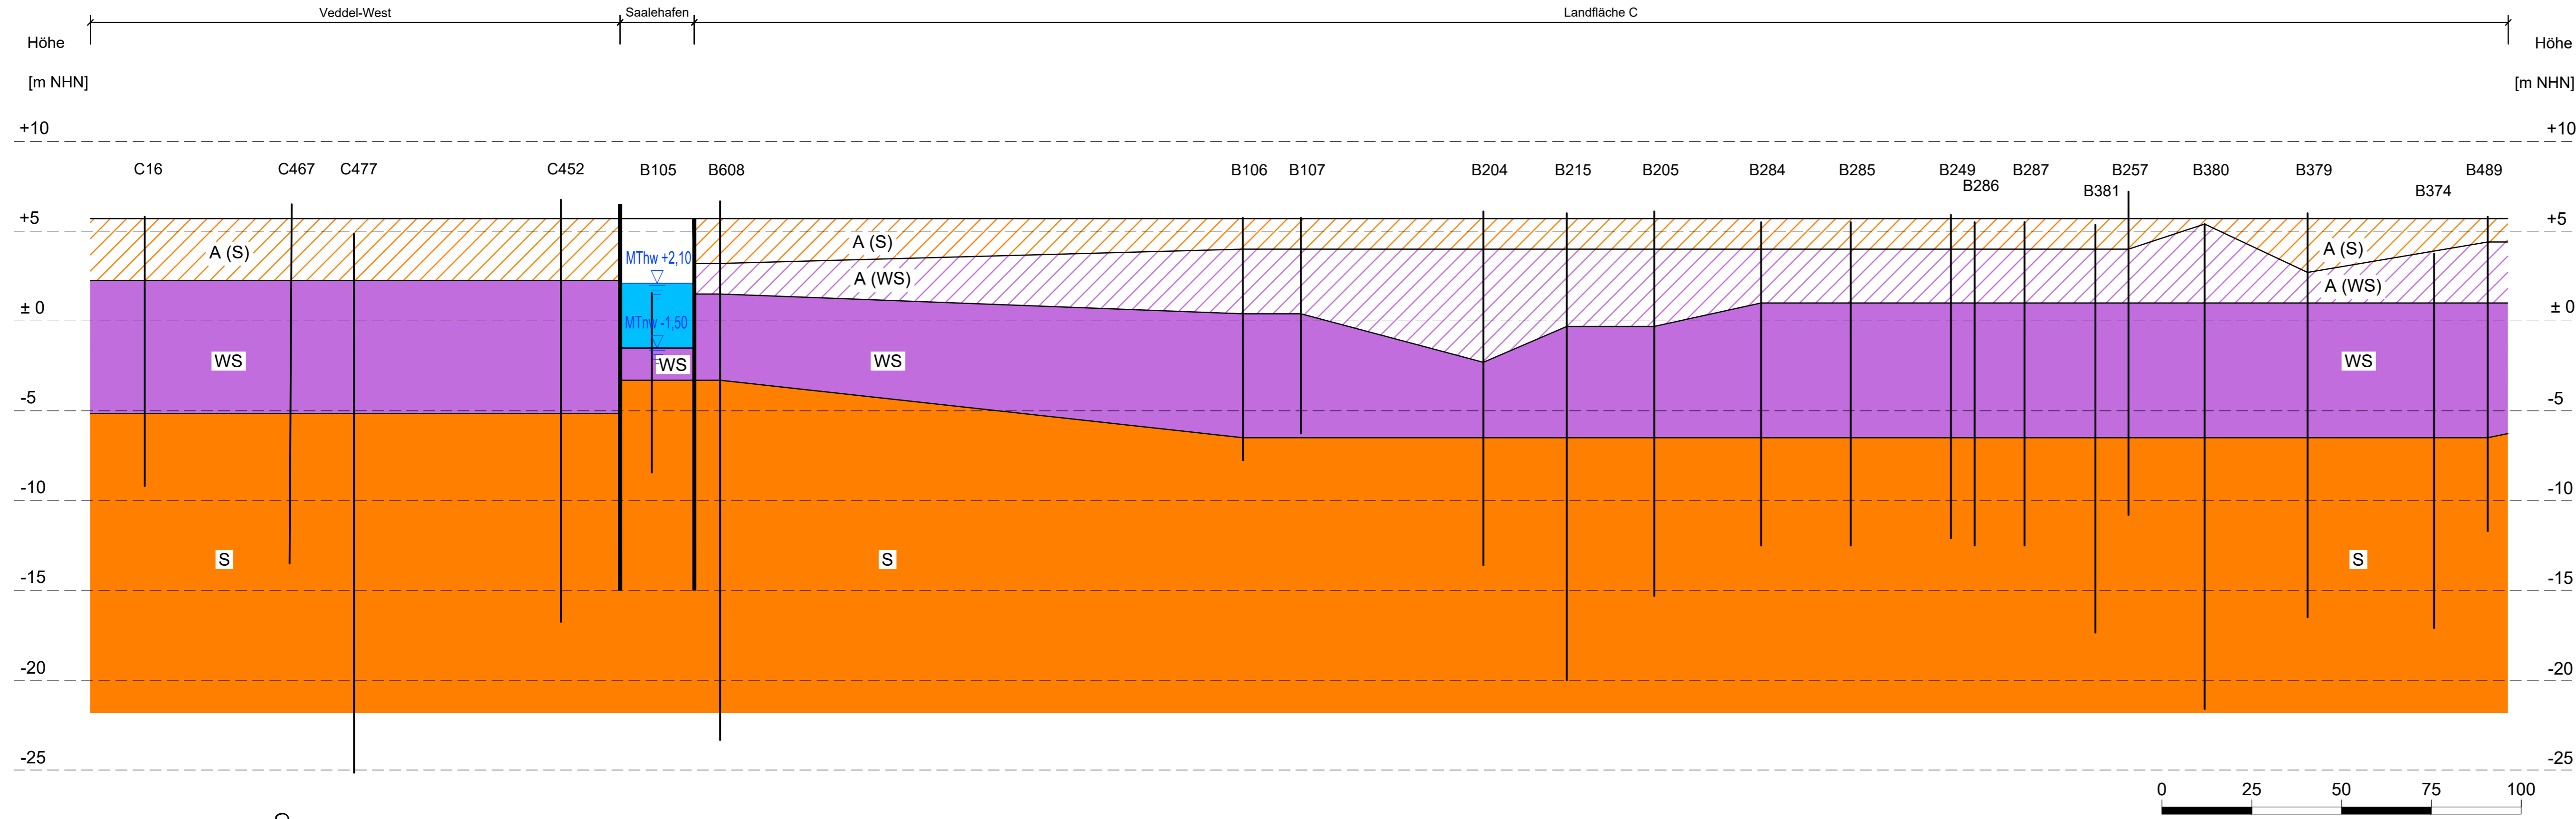 Veddel-West Saalehafen Landfläche C
Höhe Höhe
[m NHN] [m NHN]
+10 +10
C16 C467 C477 C452 B105 B608 B106 B107 B204 B215 B205 B284 B285 B249 B287 B257 B380 B379 B489
B286
B381 B374
+5 +5
A (S) A (S) A (S)
MThw +2,10
A (WS) A (WS)
± 0 ± 0
MTnw -1,50
WS WS WS WS
-5 -5
-10 -10
S S S
-15 -15
-20 -20
-25 -25
0 25 50 75 100